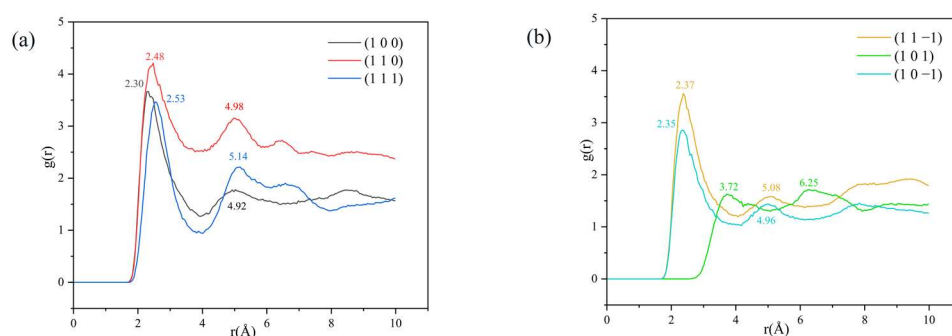 (a)
5
4
3
2
1
0
g(r)
0 2 4 6 8 10
r(Å)
(1 0 0)
(1 1 0)
(1 1 1)
2.48
2.30
2.53
4.98
5.14
4.92
(b)
5
4
3
2
1
0
g(r)
0 2 4 6 8 10
r(Å)
(1 1 −1)
(1 0 1)
(1 0 −1)
2.37
2.35
3.72
5.08
6.25
4.96